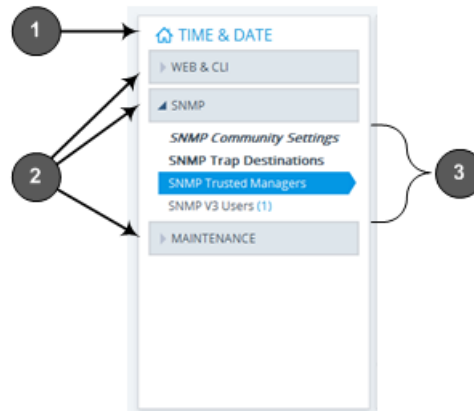 1
TIME & DATE
WEB & CLI
SNMP
SNMP Community Settings
SNMP Trap Destinations
2
SNMP Trusted Managers
3
SNMP V3 Users (1)
MAINTENANCE